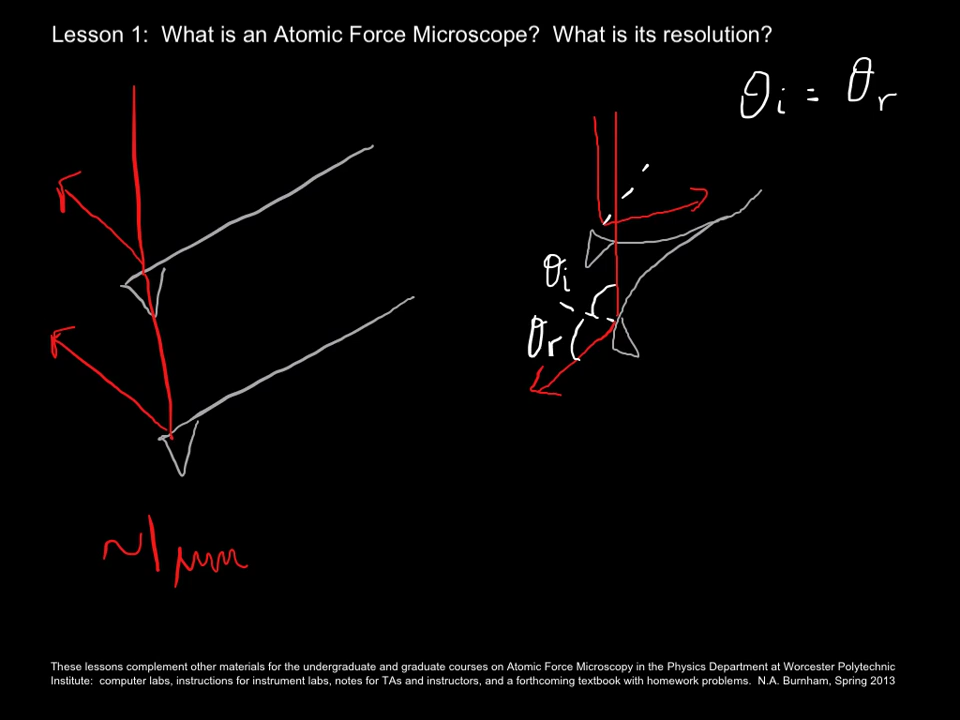 Lesson 1:  What is an Atomic Force Microscope?  What is its resolution?
θi = θr
θi
θr
~1 μm
These lessons complement other materials for the undergraduate and graduate courses on Atomic Force Microscopy in the Physics Department at Worcester Polytechnic
Institute:  computer labs, instructions for instrument labs, notes for TAs and instructors, and a forthcoming textbook with homework problems.  N.A. Burnham, Spring 2013